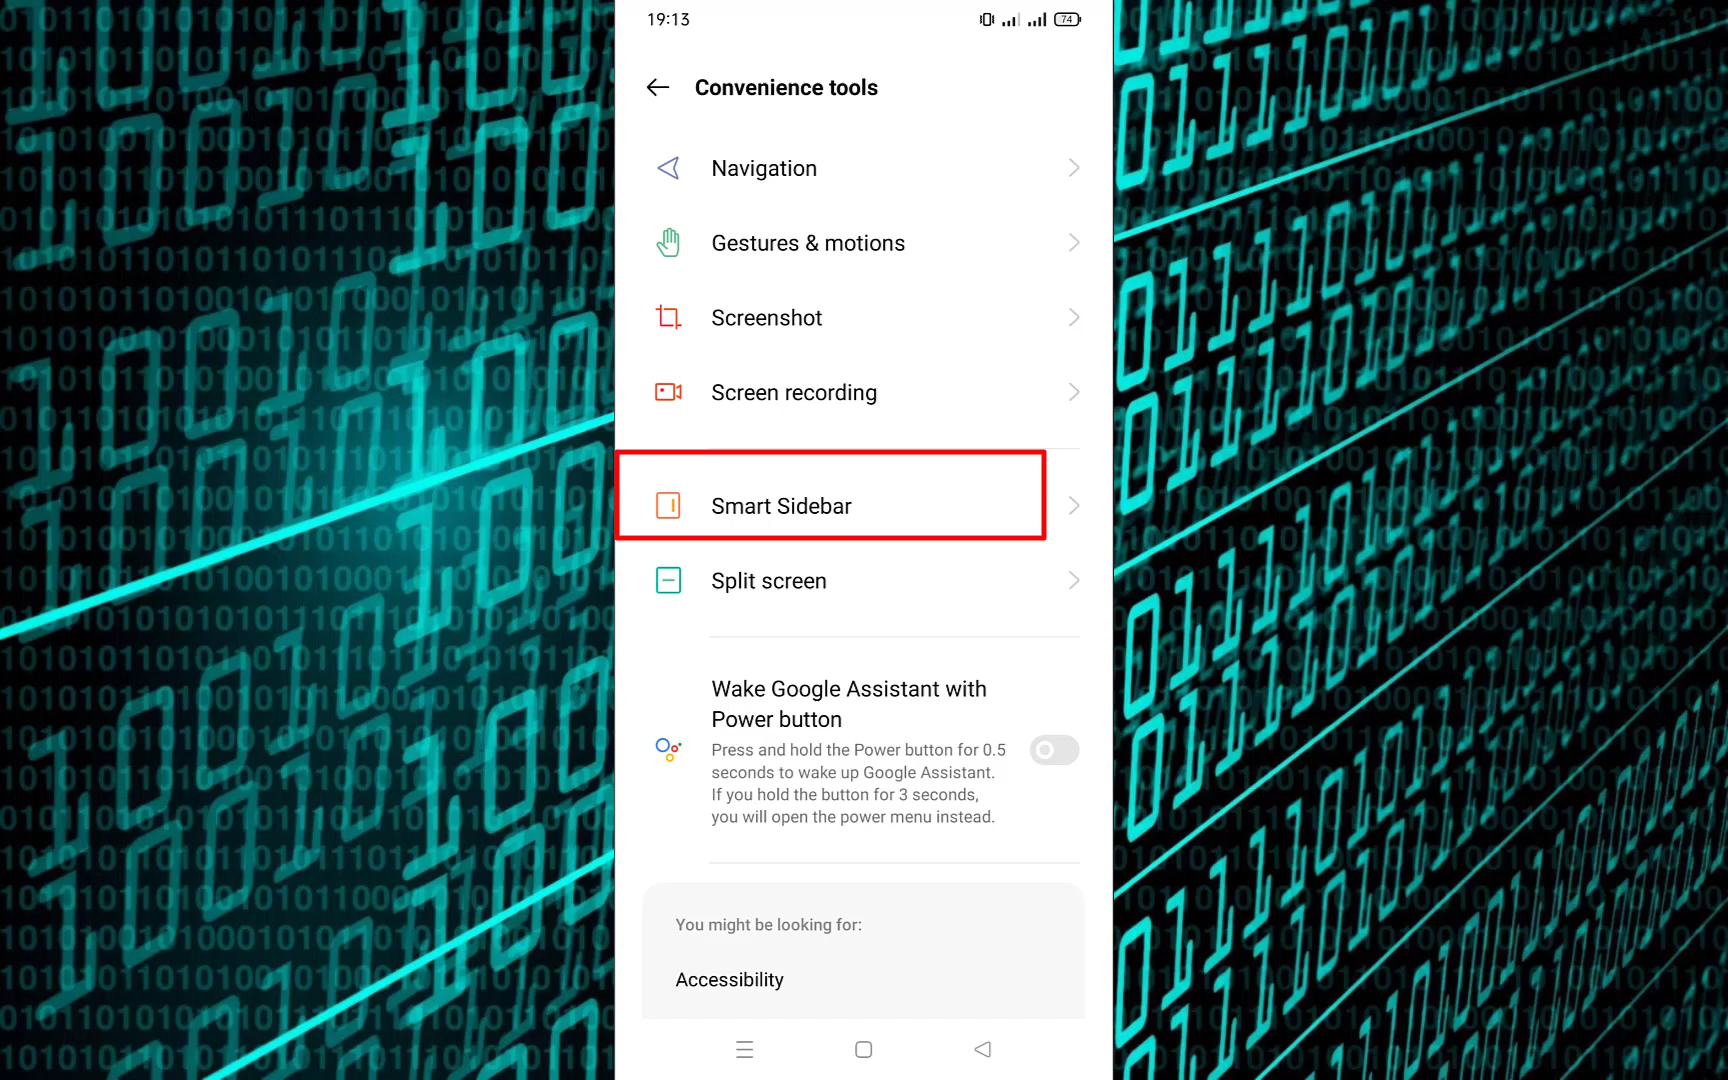 19:13
74
Convenience tools
Navigation
Gestures & motions
Screenshot
Screen recording
Smart Sidebar
Split screen
Wake Google Assistant with
Power button
Press and hold the Power button for 0.5
seconds to wake up Google Assistant.
If you hold the button for 3 seconds,
you will open the power menu instead.
You might be looking for:
Accessibility